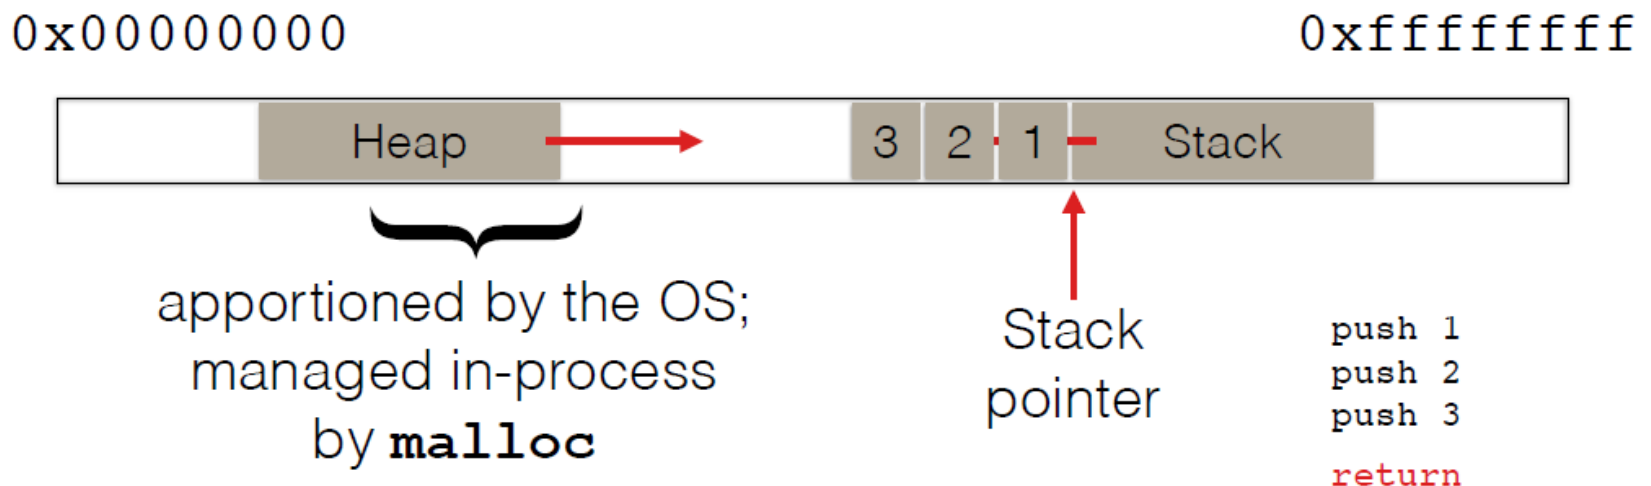 0x00000000
0xffffffff
Heap
3
2
1
Stack
apportioned by the OS;
managed in-process
by malloc
Stack
pointer
push 1
push 2
push 3
return